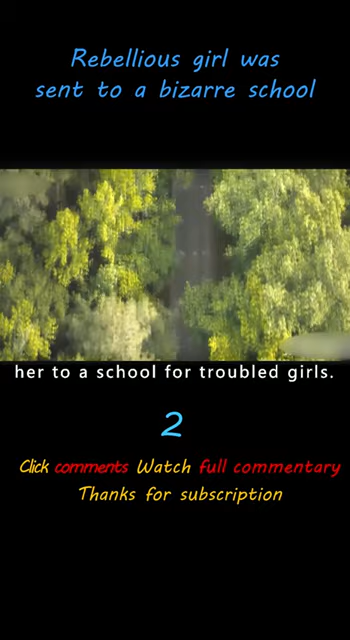 Rebellious girl was
sent to a bizarre school
her to a school for troubled girls.
2
Click comments Watch full commentary
Thanks for subscription